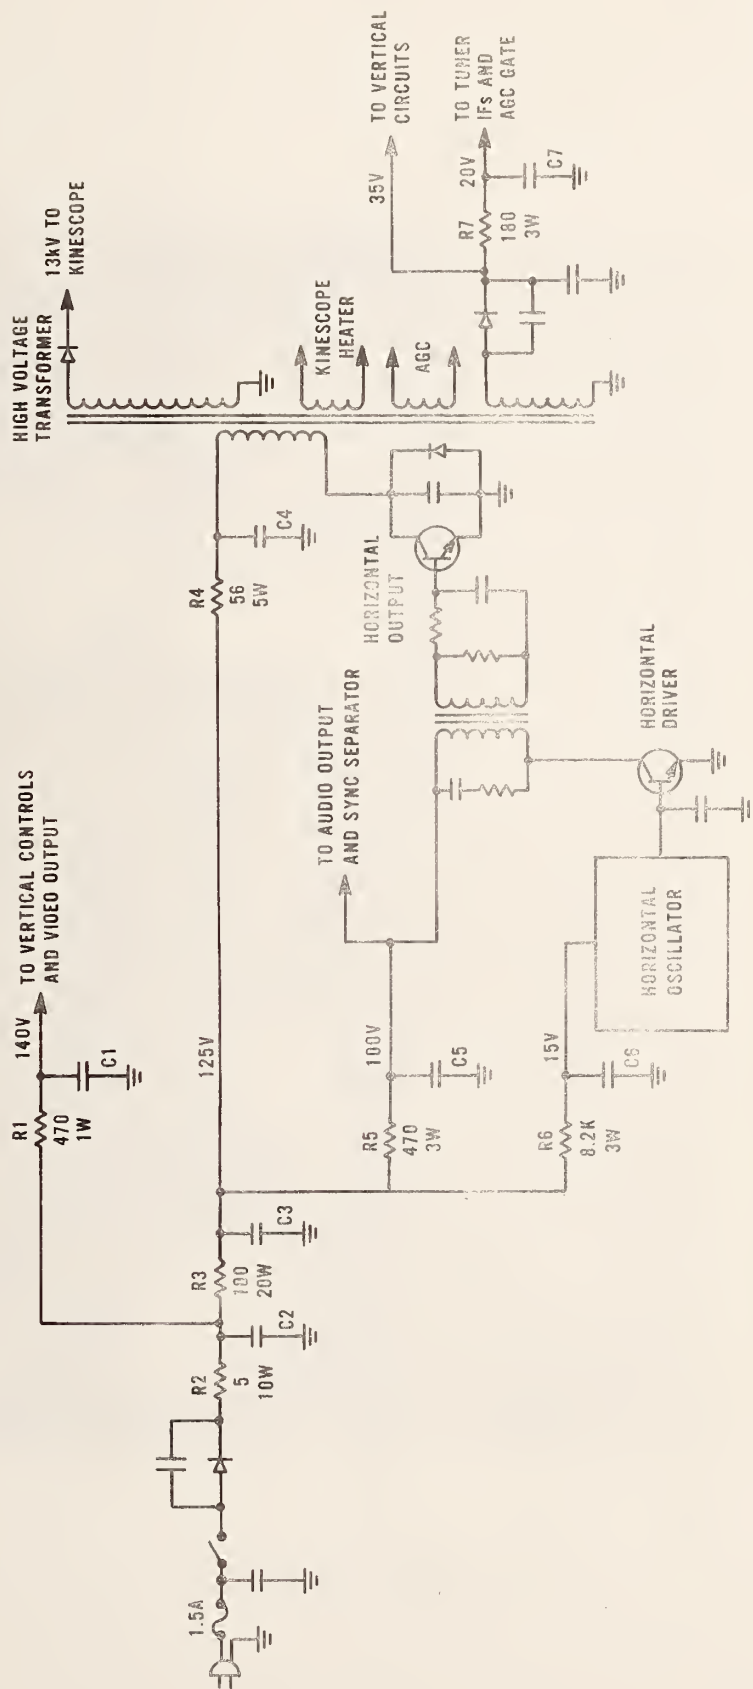 1.5A
R2
5
10W
C2
R3
100
20W
C3
R1
470
1W
C1
140V
TO VERTICAL CONTROLS
AND VIDEO OUTPUT
125V
R4
56
5W
C4
HIGH VOLTAGE
TRANSFORMER
13kV TO
KINESCOPE
KINESCOPE
HEATER
AGC
35V
TO VERTICAL
CIRCUITS
R7
180
3W
20V
C7
TO TUNER
IFs AND
AGC GATE
HORIZONTAL
OUTPUT
R5
470
3W
100V
C5
TO AUDIO OUTPUT
AND SYNC SEPARATOR
R6
8.2K
3W
15V
C6
HORIZONTAL
OSCILLATOR
HORIZONTAL
DRIVER